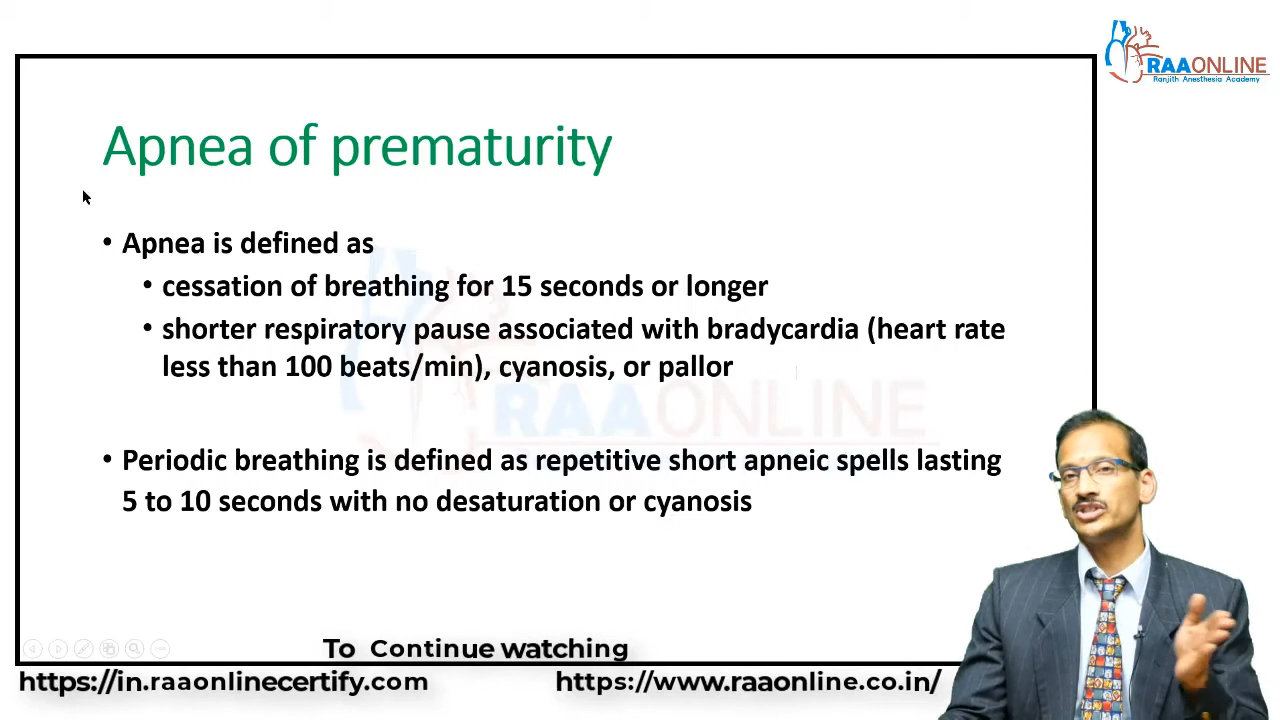 RAAONLINE
Ranjith Anesthesia Academy
Apnea of prematurity
• Apnea is defined as
• cessation of breathing for 15 seconds or longer
• shorter respiratory pause associated with bradycardia (heart rate
less than 100 beats/min), cyanosis, or pallor
RAAONLINE
• Periodic breathing is defined as repetitive short apneic spells lasting
5 to 10 seconds with no desaturation or cyanosis
To Continue watching
https://in.raaonlinecertify.com
https://www.raaonline.co.in/